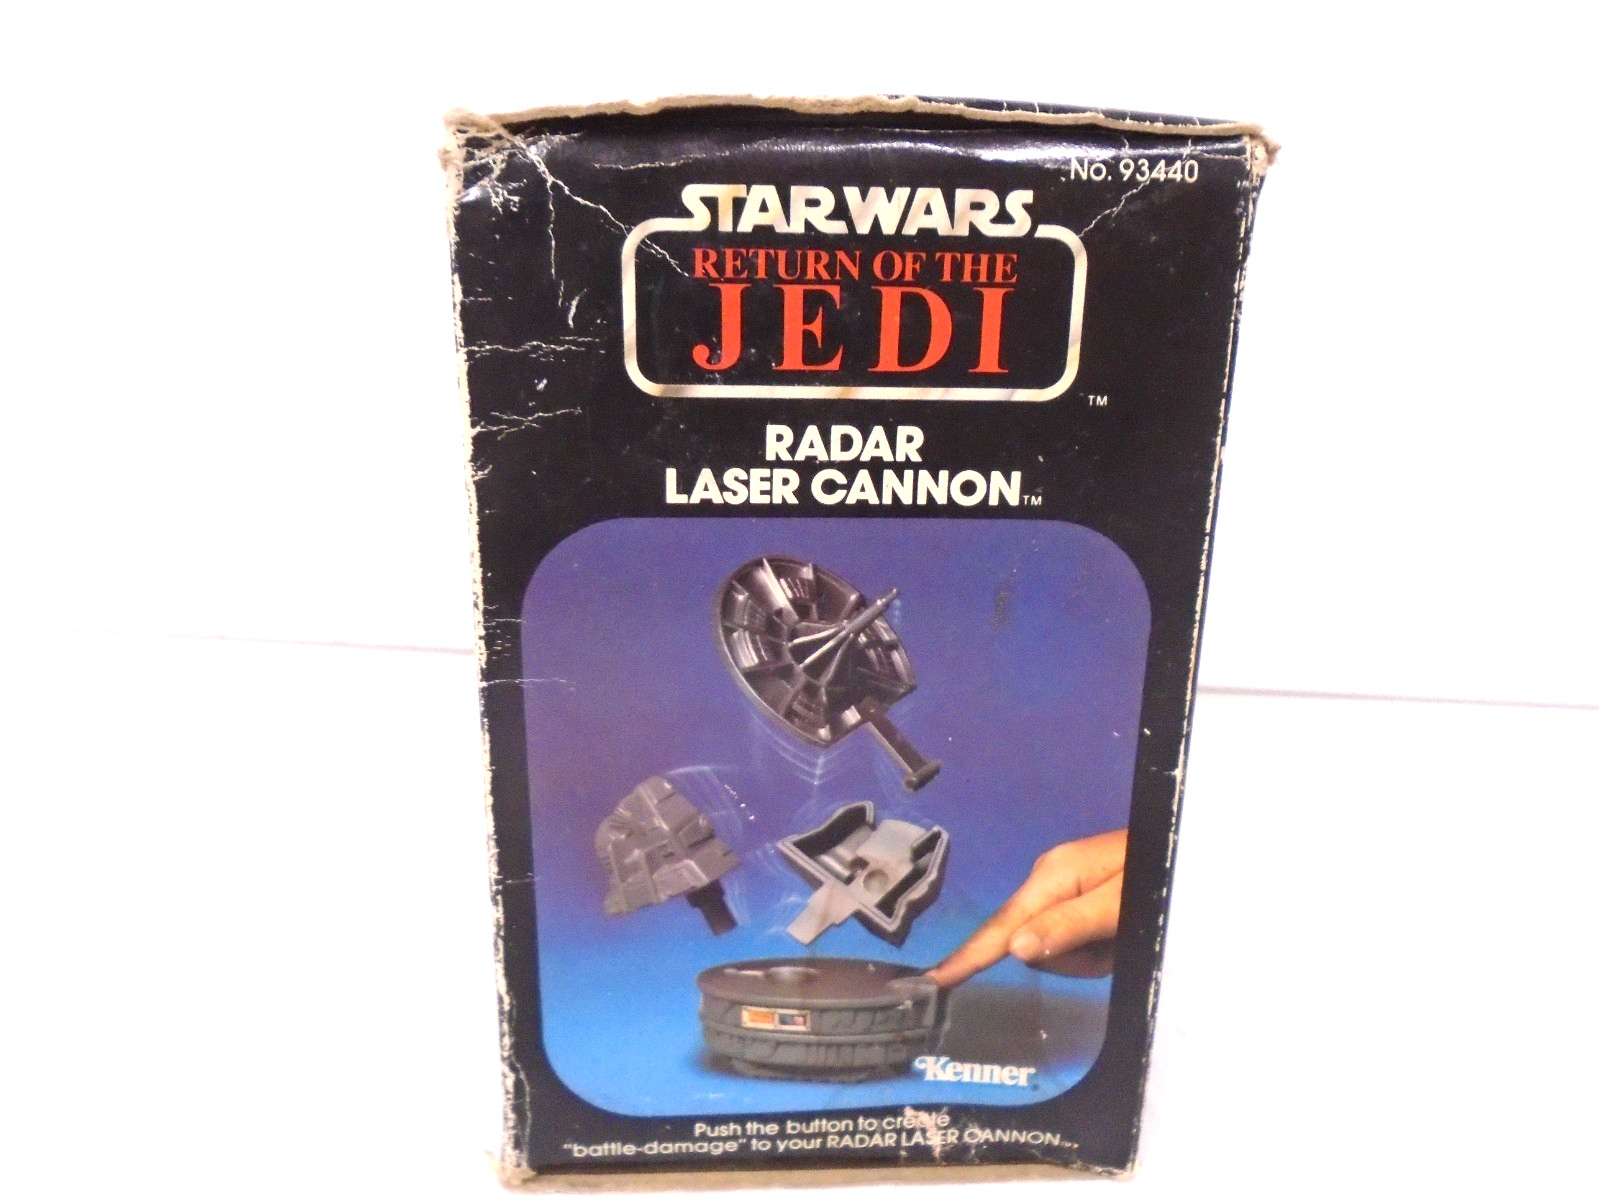 No. 93440
STAR WARS
RETURN OF THE
JEDI
TM
RADAR
LASER CANNON TM
Kenner
Push the button to create
"battle-damage" to your RADAR LASER CANNON TM.